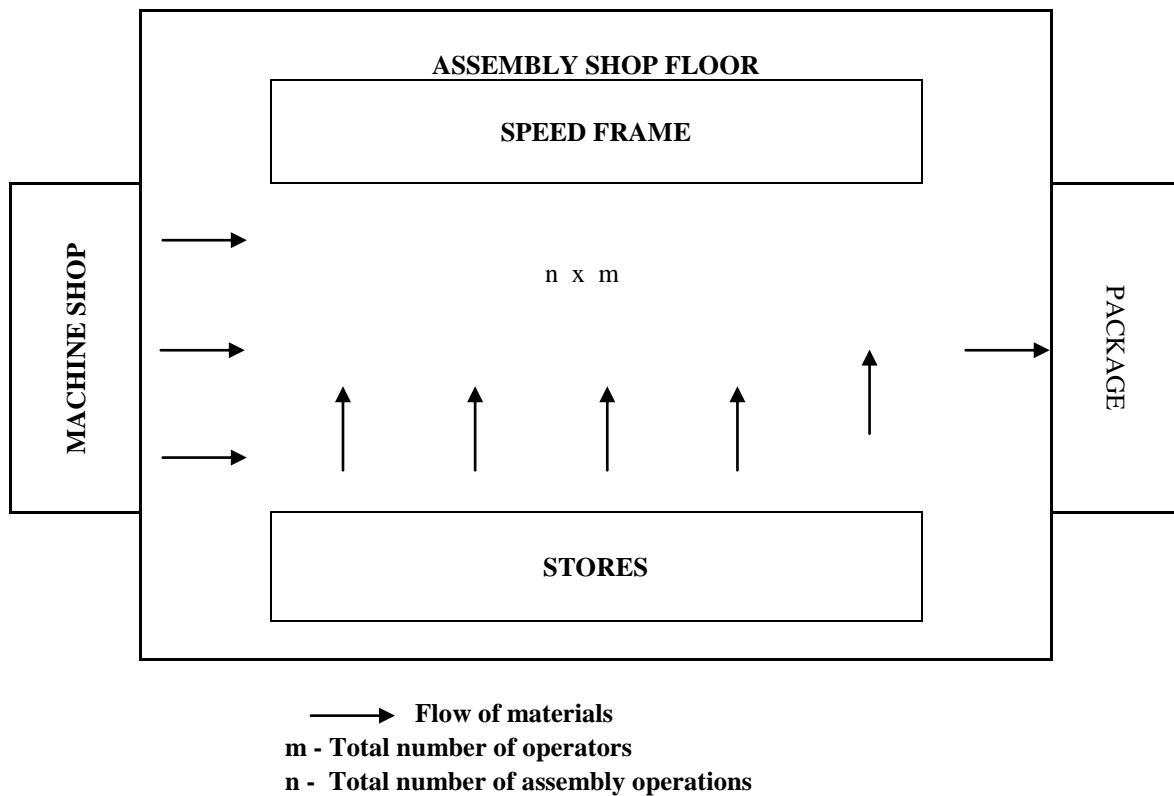 ASSEMBLY SHOP FLOOR
SPEED FRAME
MACHINE SHOP
n x m
PACKAGE
STORES
Flow of materials
m - Total number of operators
n - Total number of assembly operations